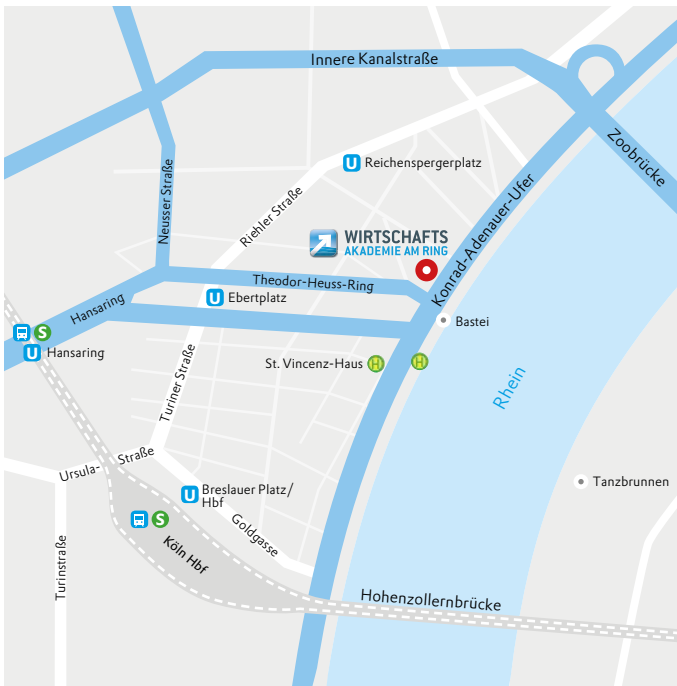 Innere Kanalstraße
Zoobrücke
Neusser Straße
U Reichenspergerplatz
Riehler Straße
WIRTSCHAFTS
AKADEMIE AM RING
Konrad-Adenauer-Ufer
Theodor-Heuss-Ring
U Ebertplatz
Hansaring
Bastei
S
U Hansaring
St. Vincenz-Haus H
H
Turiner Straße
Rhein
Ursula-
Straße
Tanzbrunnen
U Breslauer Platz/
Hbf
S
Goldgasse
Köln Hbf
Turinstraße
Hohenzollernbrücke